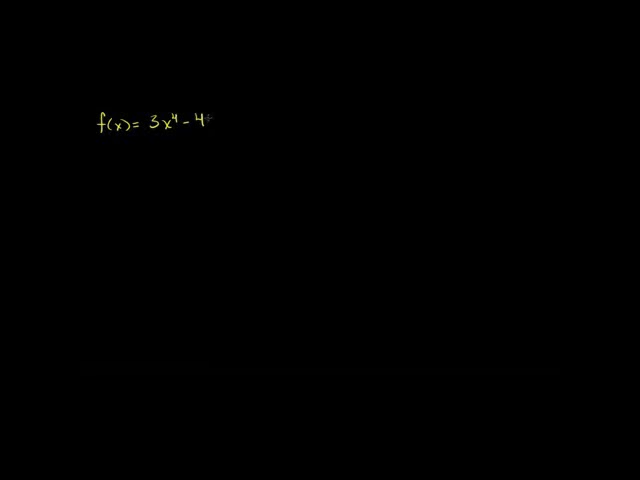 f(x)= 3x⁴ - 4